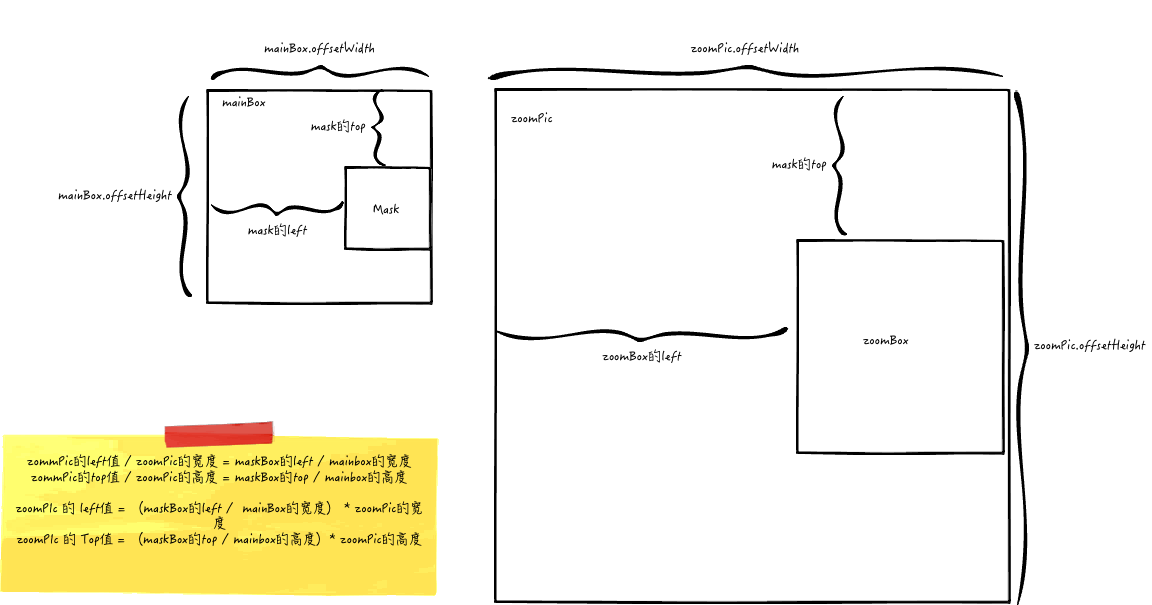 mainBox.offsetWidth
zoomPic.offsetWidth
mainBox
mask的top
mainBox.offsetHeight
Mask
mask的left
zoomPic
mask的top
zoomBox的left
zoomBox
zoomPic.offsetHeight
zommPic的left值 / zoomPic的宽度 = maskBox的left / mainbox的宽度
zommPic的top值 / zoomPic的高度 = maskBox的top / mainbox的高度
zoomPIc 的 left值 = （maskBox的left / mainBox的宽度） * zoomPic的宽
度
zoomPIc 的 Top值 = （maskBox的top / mainbox的高度）* zoomPic的高度